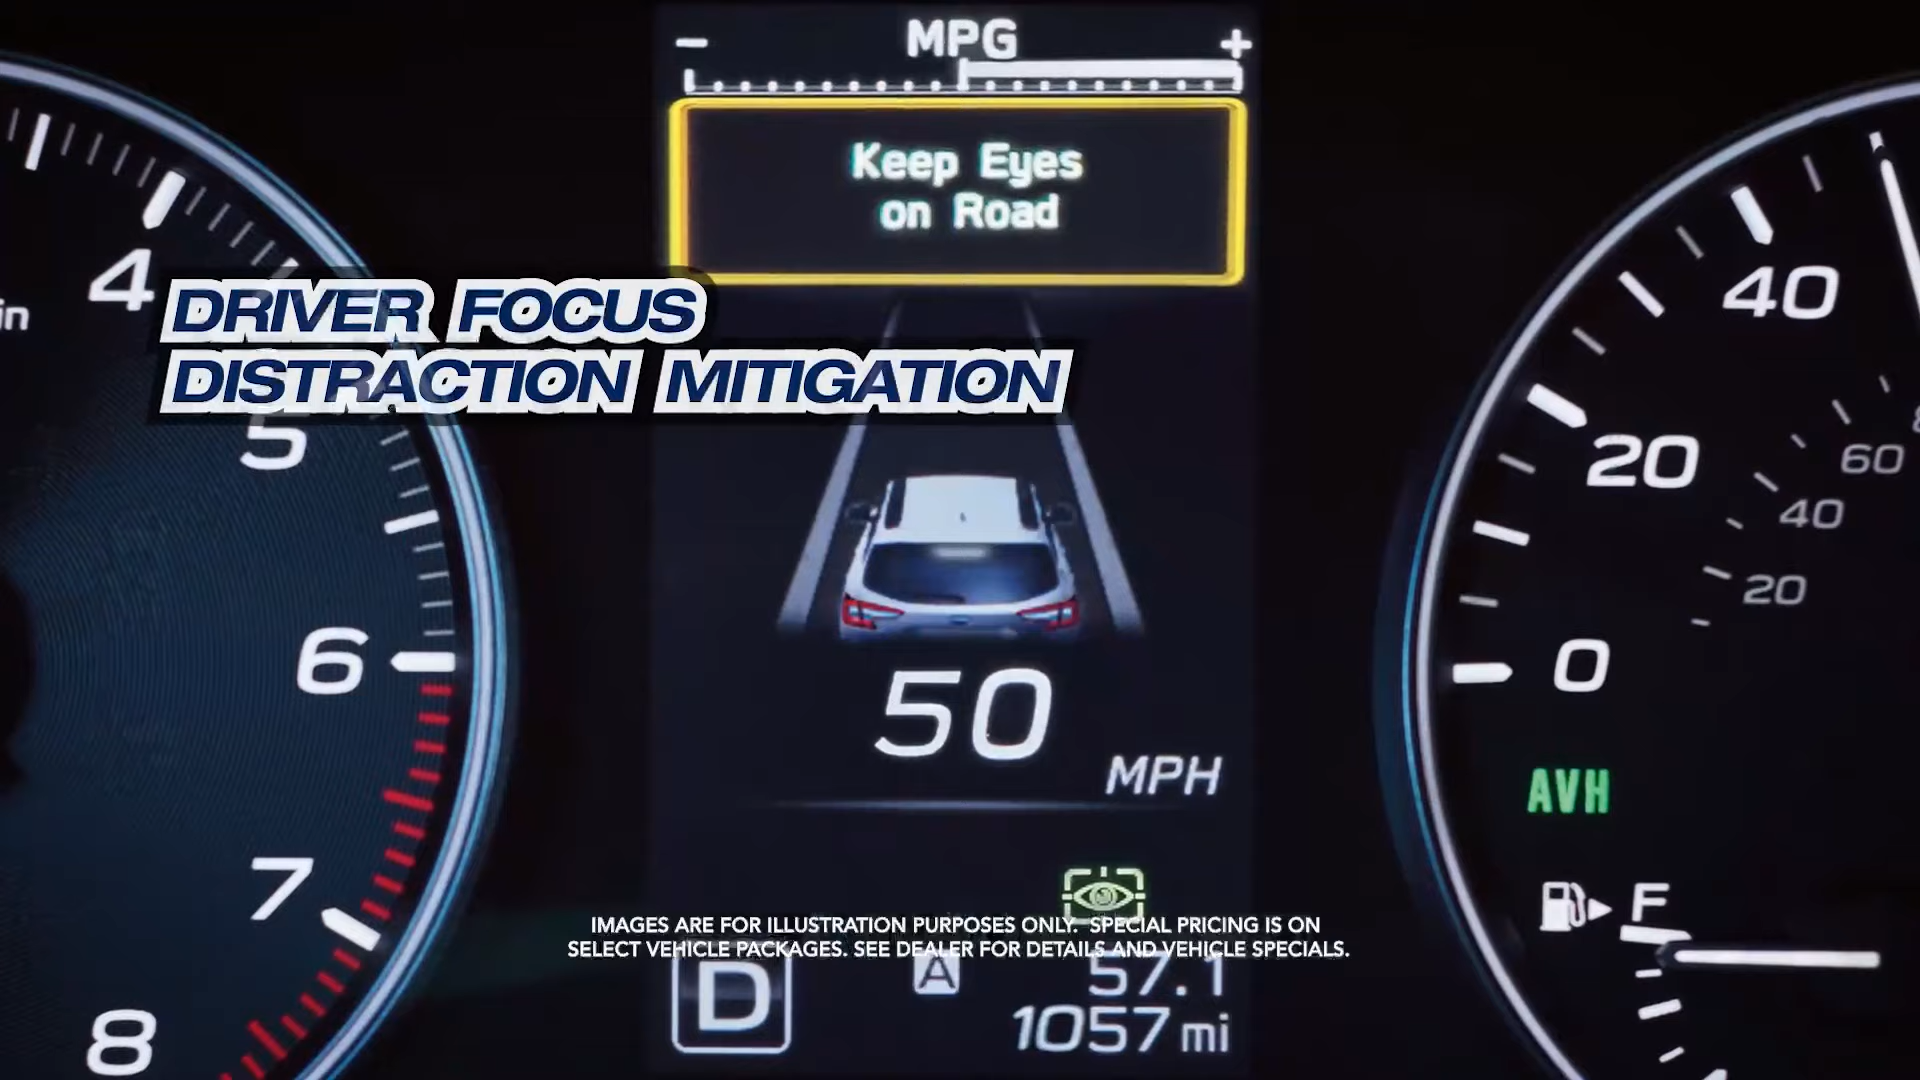 - MPG +
Keep Eyes
on Road
DRIVER FOCUS
DISTRACTION MITIGATION
4
in
5
6
7
8
40
20
0
60
40
20
50
MPH
AVH
F
IMAGES ARE FOR ILLUSTRATION PURPOSES ONLY. SPECIAL PRICING IS ON
SELECT VEHICLE PACKAGES. SEE DEALER FOR DETAILS AND VEHICLE SPECIALS.
D
A
57.1
1057 mi